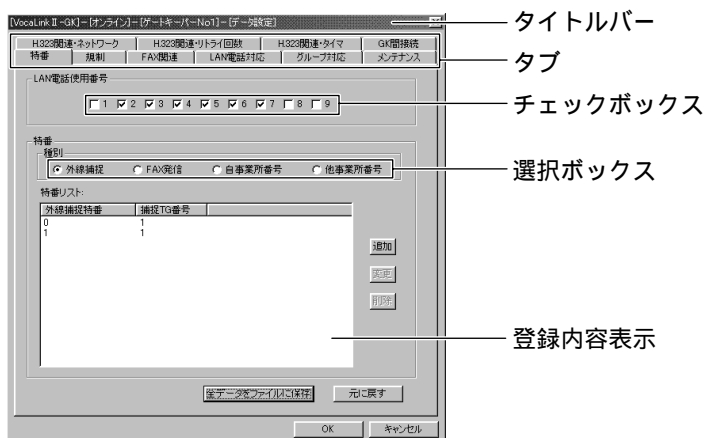 [VocaLinkⅡ-GK]-[オンライン]-[ゲートキーパーNo1]-[データ設定]
タイトルバー
H.323関連・ネットワーク H.323関連・リトライ回数 H.323関連・タイマ GK間接続
特番 規制 FAX関連 LAN電話対応 グループ対応 メンテナンス
タブ
LAN電話使用番号
1 2 3 4 5 6 7 8 9
チェックボックス
特番
種別
外線捕捉 FAX発信 自事業所番号 他事業所番号
選択ボックス
特番リスト:
外線捕捉特番 捕捉TG番号
0 1
1 1
追加
変更
削除
登録内容表示
全データをファイルに保存 元に戻す
OK キャンセル